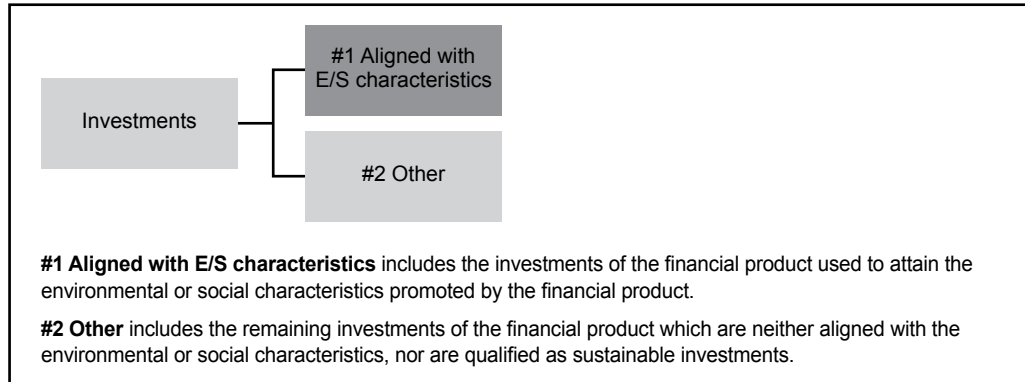 #1 Aligned with
E/S characteristics
Investments
#2 Other
#1 Aligned with E/S characteristics includes the investments of the financial product used to attain the
environmental or social characteristics promoted by the financial product.
#2 Other includes the remaining investments of the financial product which are neither aligned with the
environmental or social characteristics, nor are qualified as sustainable investments.